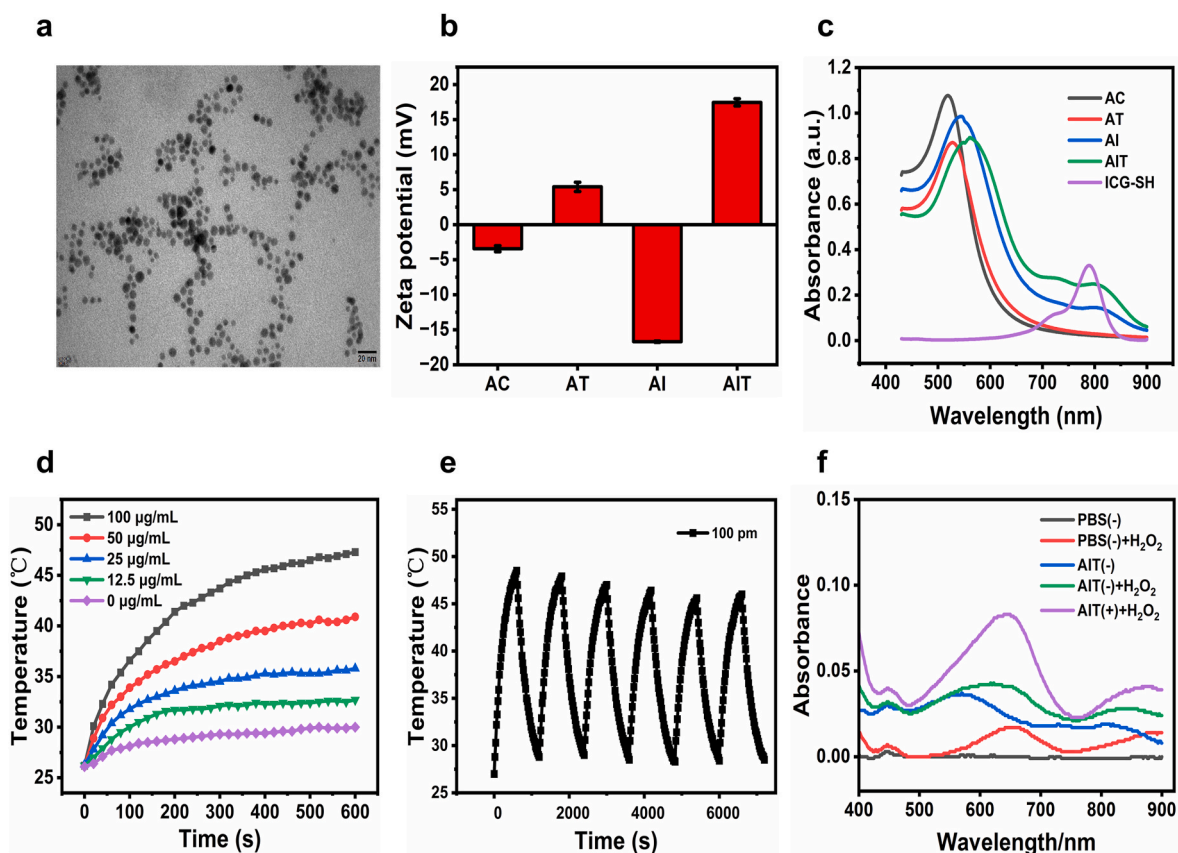 a
20 nm
b
Zeta potential (mV)
20
15
10
5
0
−5
−10
−15
−20
AC
AT
AI
AIT
c
Absorbance (a.u.)
1.2
1.0
0.8
0.6
0.4
0.2
0.0
AC
AT
AI
AIT
ICG-SH
400
500
600
700
800
900
Wavelength (nm)
d
Temperature (℃)
50
45
40
35
30
25
100 μg/mL
50 μg/mL
25 μg/mL
12.5 μg/mL
0 μg/mL
0
100
200
300
400
500
600
Time (s)
e
Temperature (℃)
55
50
45
40
35
30
25
100 pm
0
2000
4000
6000
Time (s)
f
Absorbance
0.15
0.10
0.05
0.00
PBS(-)
PBS(-)+H₂O₂
AIT(-)
AIT(-)+H₂O₂
AIT(+)+H₂O₂
400
500
600
700
800
900
Wavelength/nm